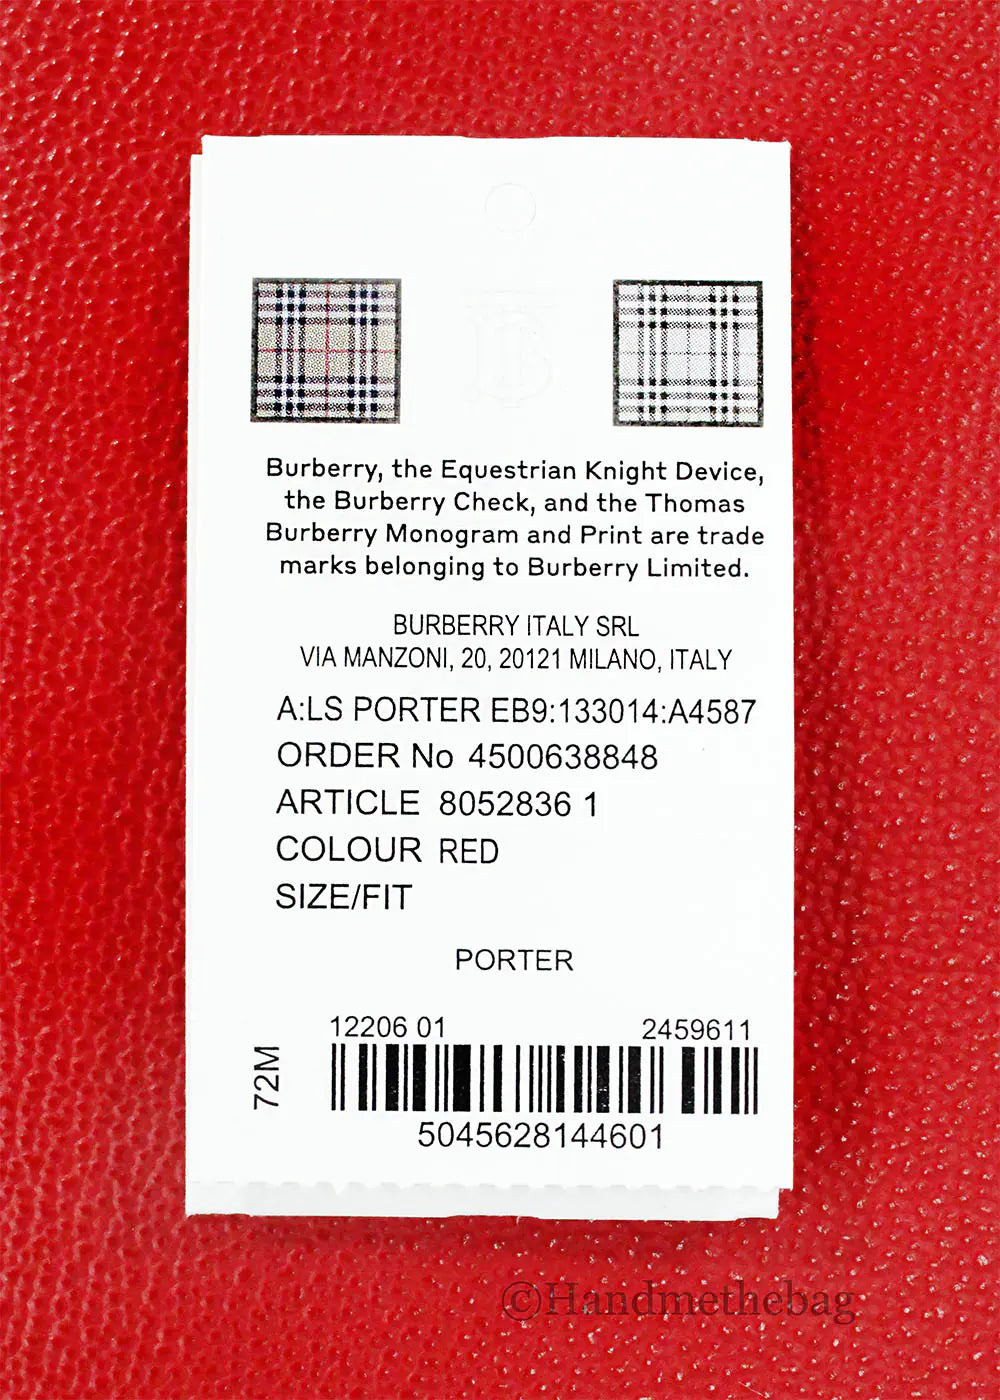 Burberry, the Equestrian Knight Device,
the Burberry Check, and the Thomas
Burberry Monogram and Print are trade
marks belonging to Burberry Limited.
BURBERRY ITALY SRL
VIA MANZONI, 20, 20121 MILANO, ITALY
A:LS PORTER EB9:133014:A4587
ORDER No 4500638848
ARTICLE 8052836 1
COLOUR RED
SIZE/FIT
PORTER
12206 01 2459611
72M
5045628144601
©Handmethebag